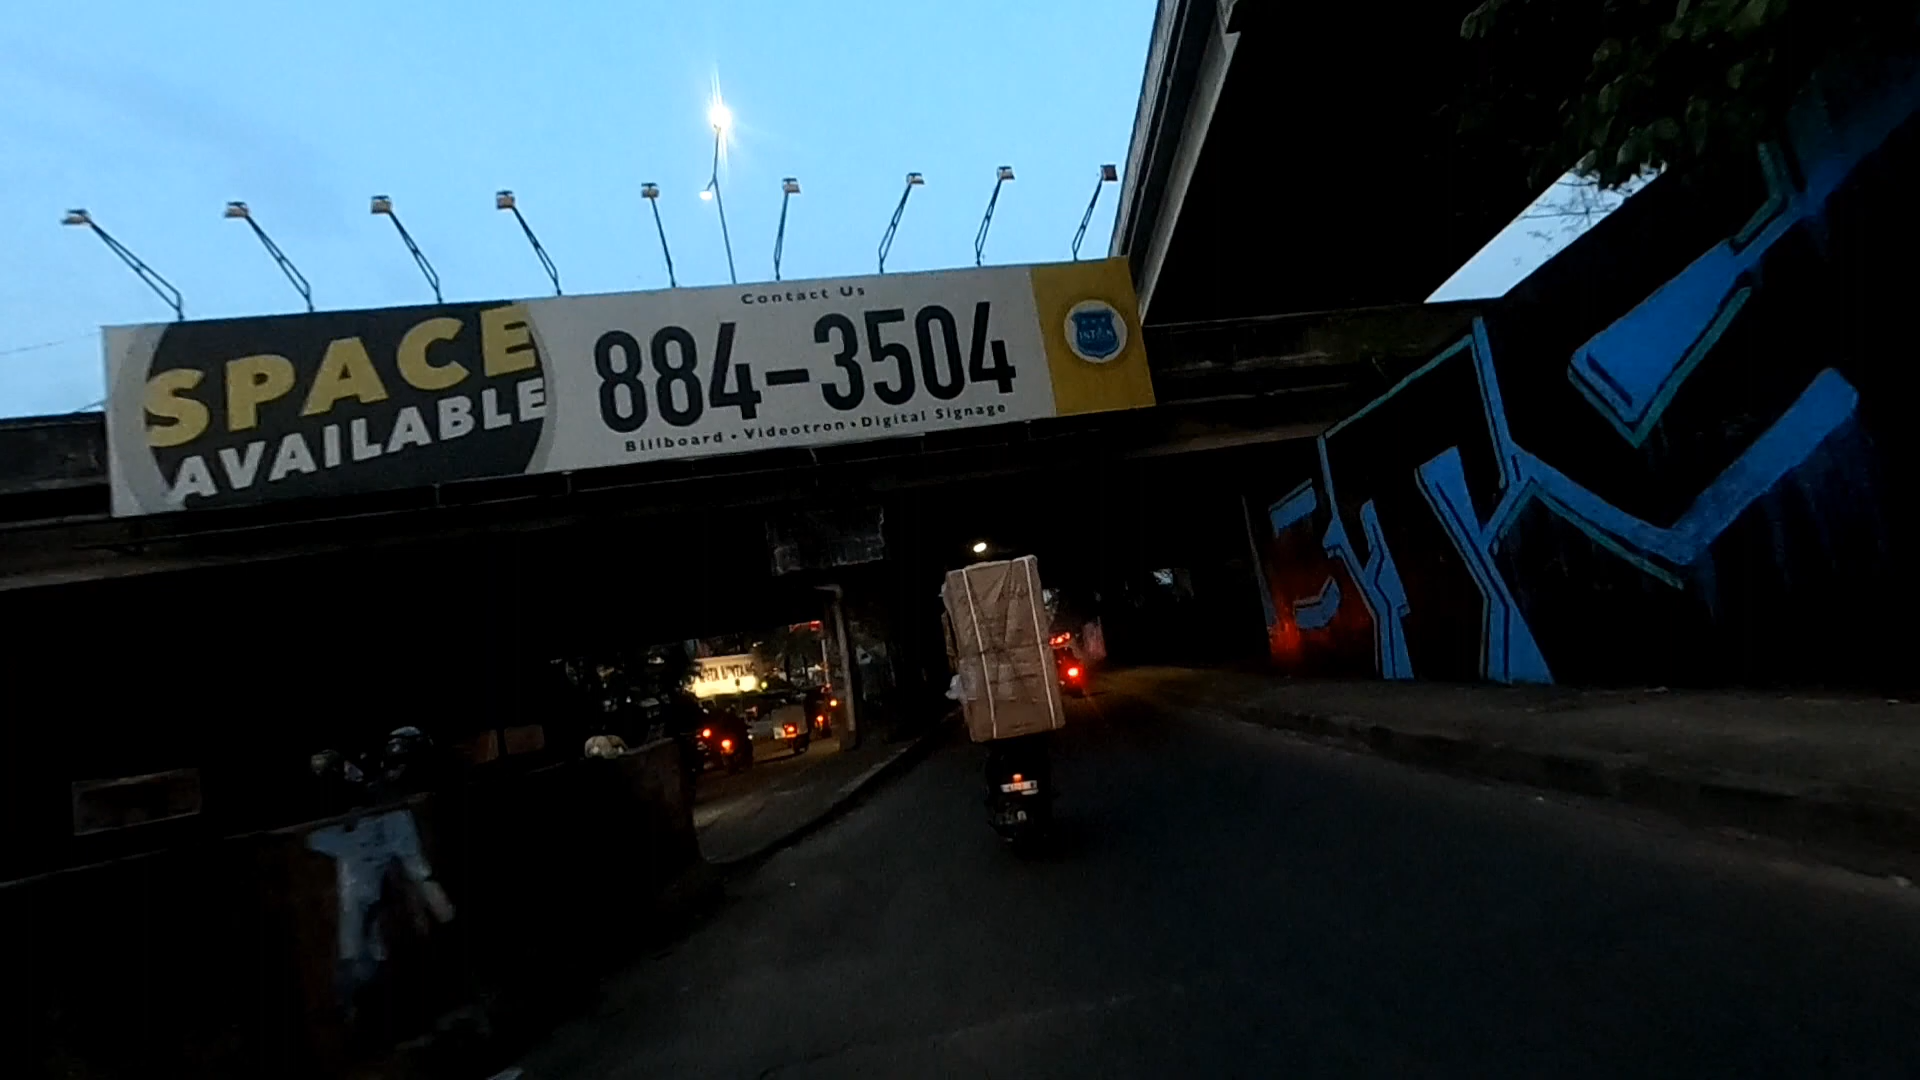 SPACE
AVAILABLE
Contact Us
884-3504
Billboard • Videotron • Digital Signage